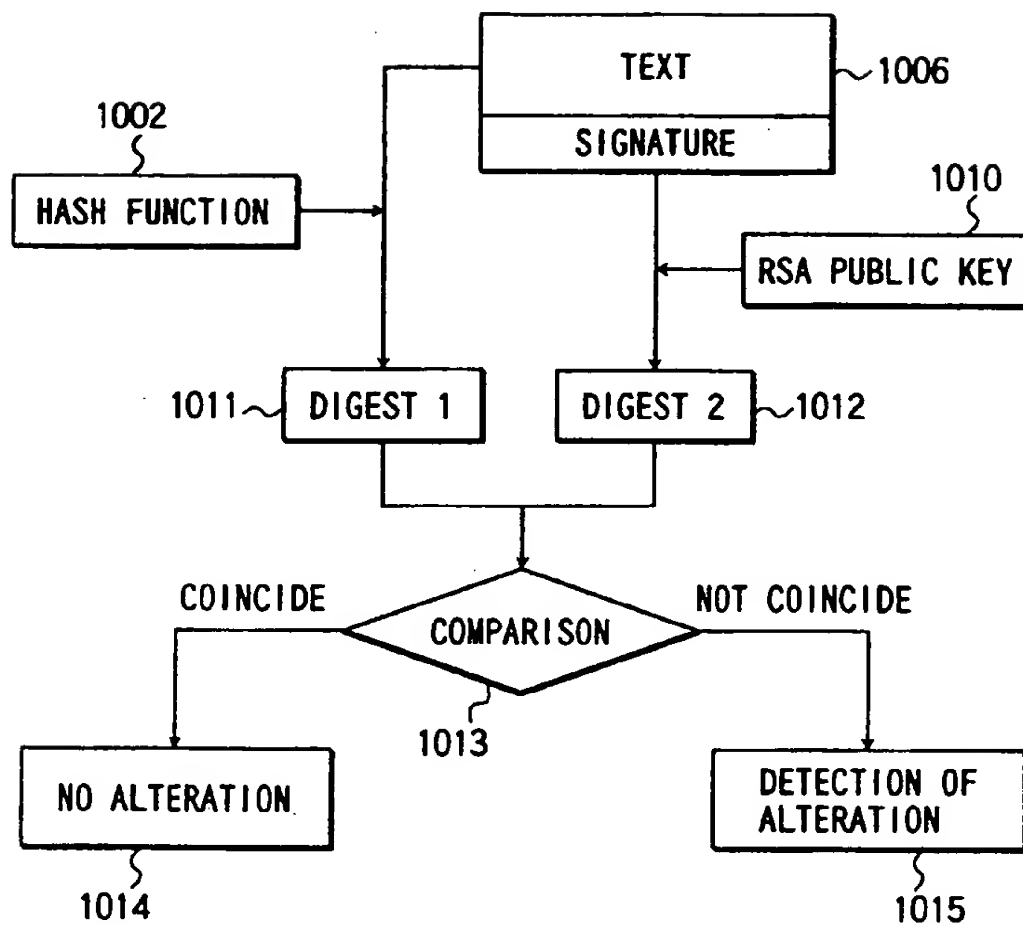 TEXT
1006
1002
SIGNATURE
HASH FUNCTION
1010
RSA PUBLIC KEY
1011
DIGEST 1
DIGEST 2
1012
COINCIDE
NOT COINCIDE
COMPARISON
1013
NO ALTERATION
DETECTION OF
ALTERATION
1014
1015